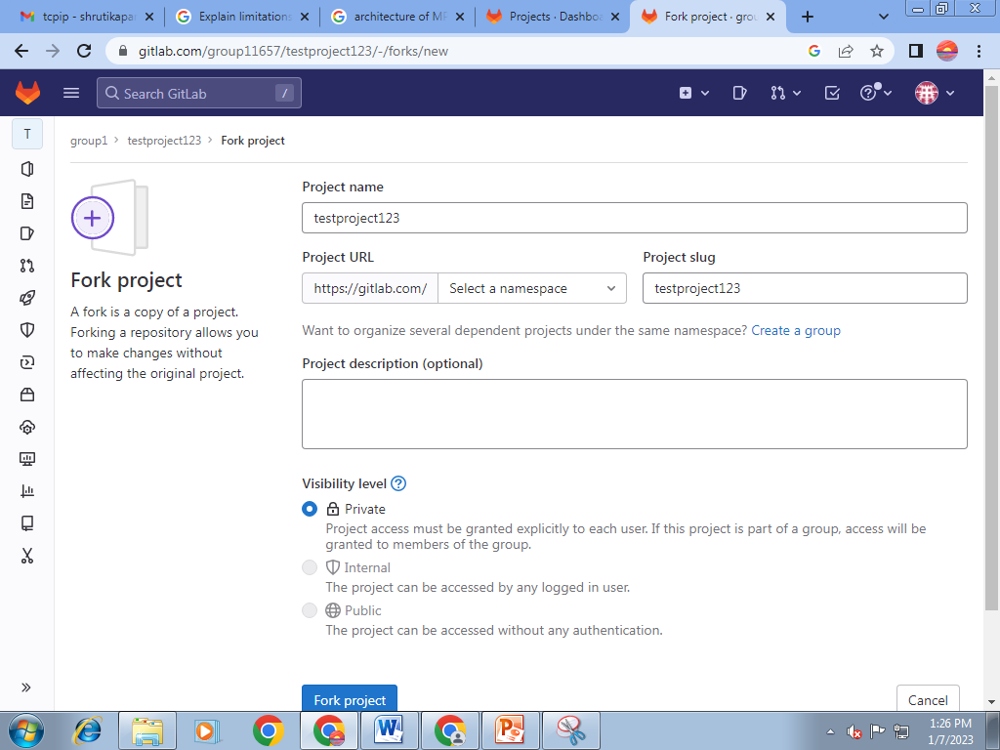 tcpip - shrutikapa
Explain limitations
architecture of MP
Projects · Dashboa
Fork project · grou
gitlab.com/group11657/testproject123/-/forks/new
Search GitLab
/
T
group1 > testproject123 > Fork project
Fork project
A fork is a copy of a project.
Forking a repository allows you
to make changes without
affecting the original project.
Project name
testproject123
Project URL
Project slug
https://gitlab.com/
Select a namespace
testproject123
Want to organize several dependent projects under the same namespace? Create a group
Project description (optional)
Visibility level
Private
Project access must be granted explicitly to each user. If this project is part of a group, access will be
granted to members of the group.
Internal
The project can be accessed by any logged in user.
Public
The project can be accessed without any authentication.
Fork project
Cancel
1:26 PM
1/7/2023